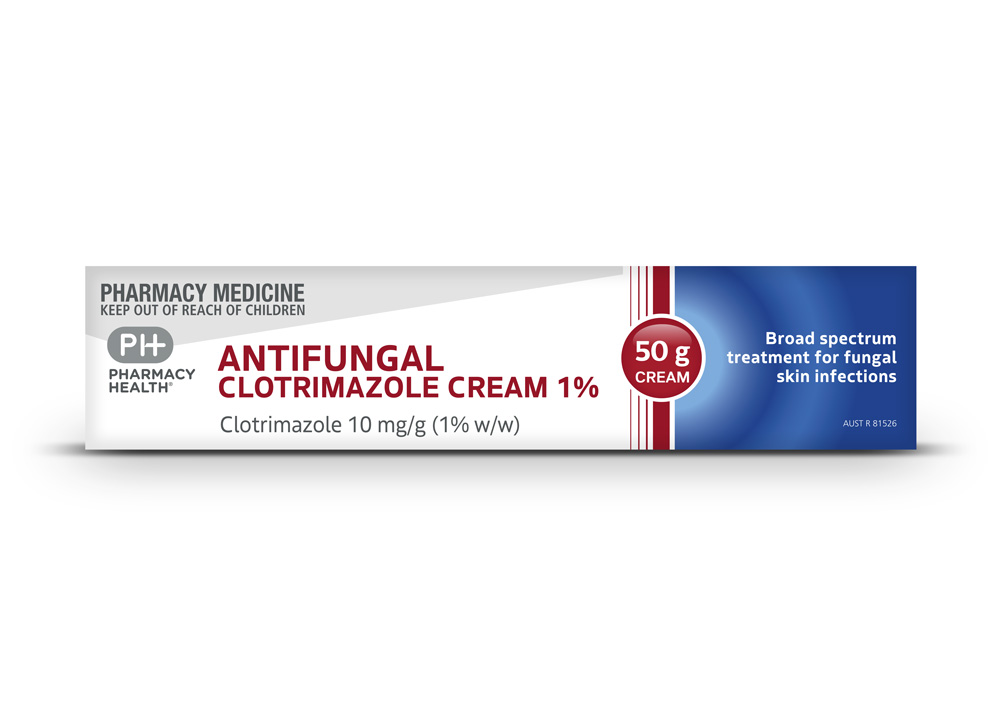 PHARMACY MEDICINE
KEEP OUT OF REACH OF CHILDREN
PH
PHARMACY
HEALTH®
ANTIFUNGAL
CLOTRIMAZOLE CREAM 1%
Clotrimazole 10 mg/g (1% w/w)
50 g
CREAM
Broad spectrum
treatment for fungal
skin infections
AUST R 81526